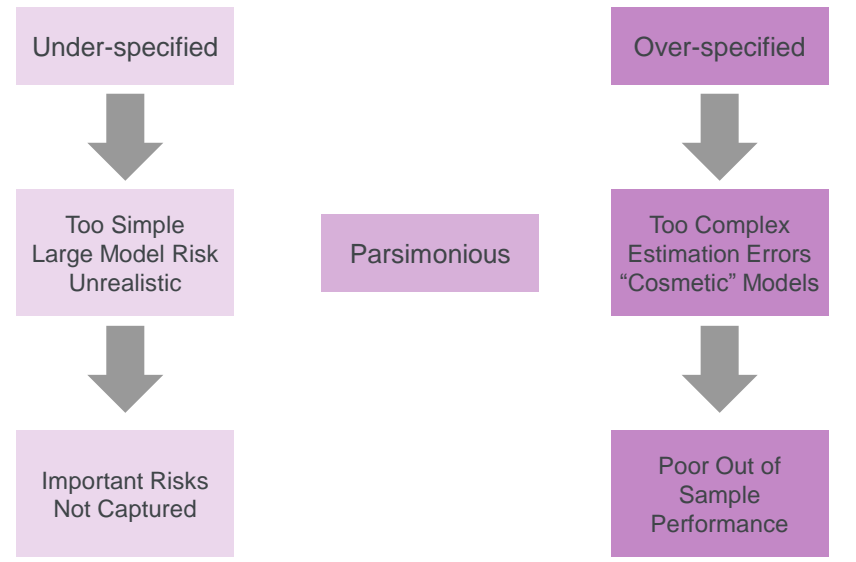 Under-specified
Over-specified
Too Simple
Large Model Risk
Unrealistic
Parsimonious
Too Complex
Estimation Errors
“Cosmetic” Models
Important Risks
Not Captured
Poor Out of
Sample
Performance